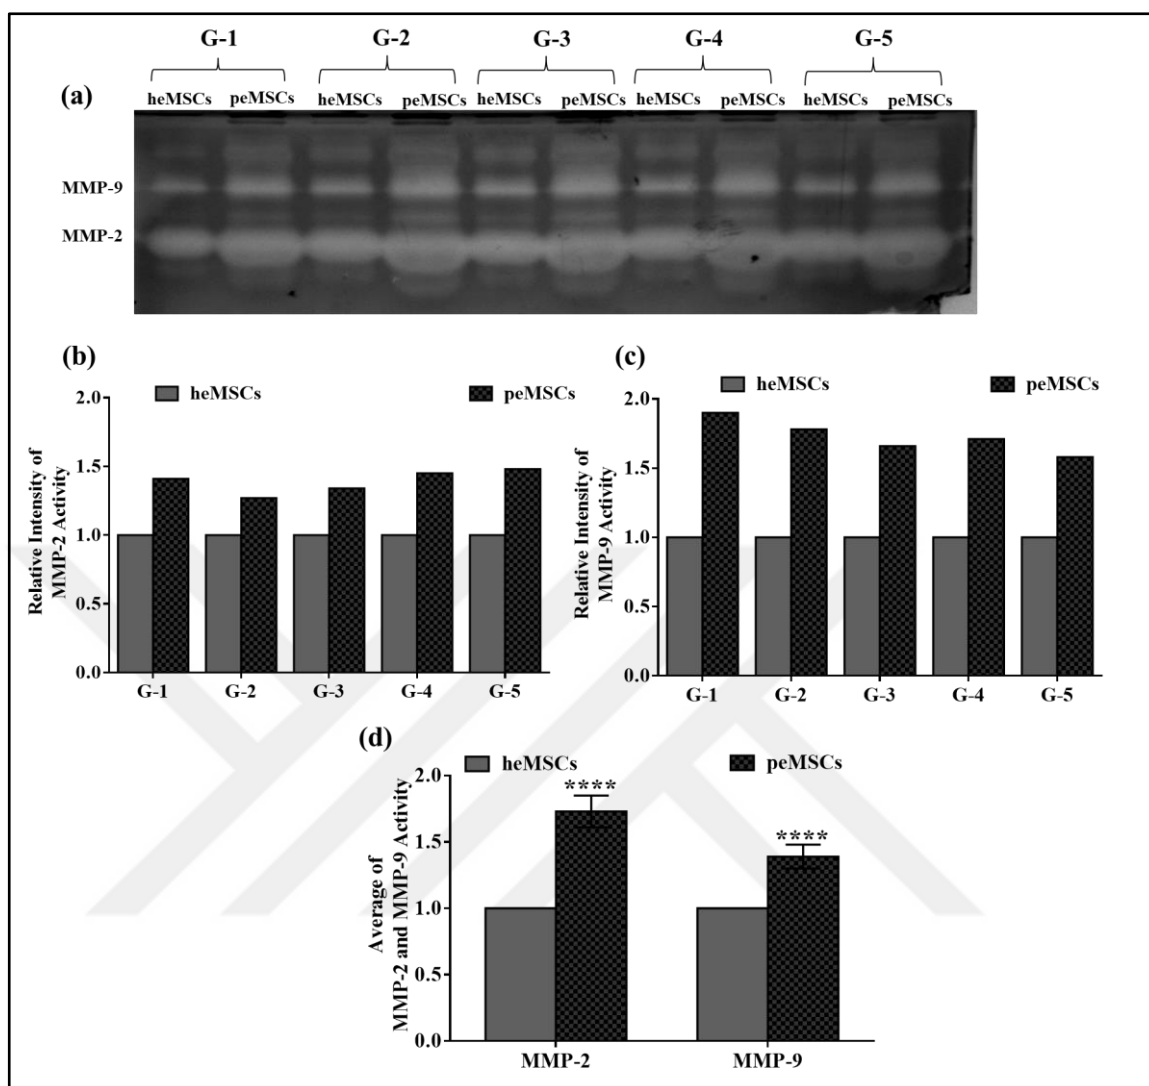 G-1 G-2 G-3 G-4 G-5
(a) heMSCs peMSCs heMSCs peMSCs heMSCs peMSCs heMSCs peMSCs heMSCs peMSCs
MMP-9
MMP-2
(b)
heMSCs peMSCs
Relative Intensity of
MMP-2 Activity
2.0
1.5
1.0
0.5
0.0
G-1 G-2 G-3 G-4 G-5
(c)
heMSCs peMSCs
Relative Intensity of
MMP-9 Activity
2.0
1.5
1.0
0.5
0.0
G-1 G-2 G-3 G-4 G-5
(d)
heMSCs peMSCs
Average of
MMP-2 and MMP-9 Activity
2.0
1.5
1.0
0.5
0.0
****
****
MMP-2 MMP-9